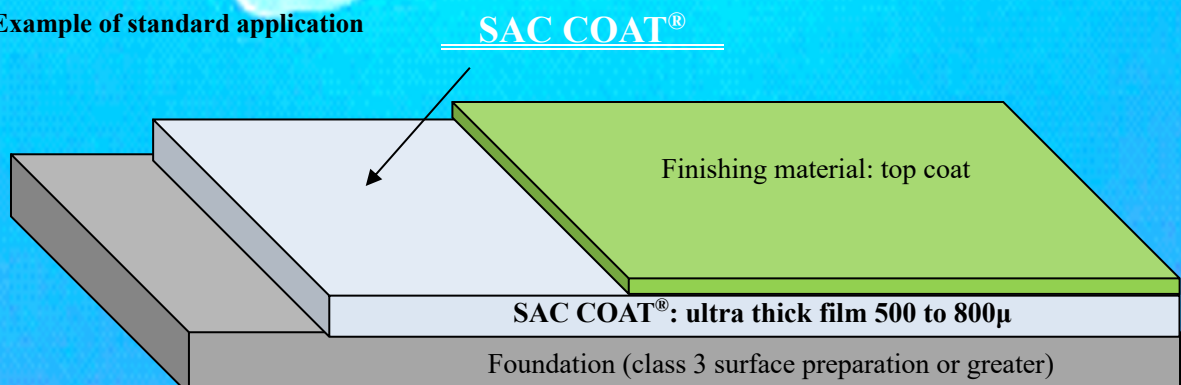 Example of standard application
SAC COAT®
Finishing material: top coat
SAC COAT®: ultra thick film 500 to 800μ
Foundation (class 3 surface preparation or greater)